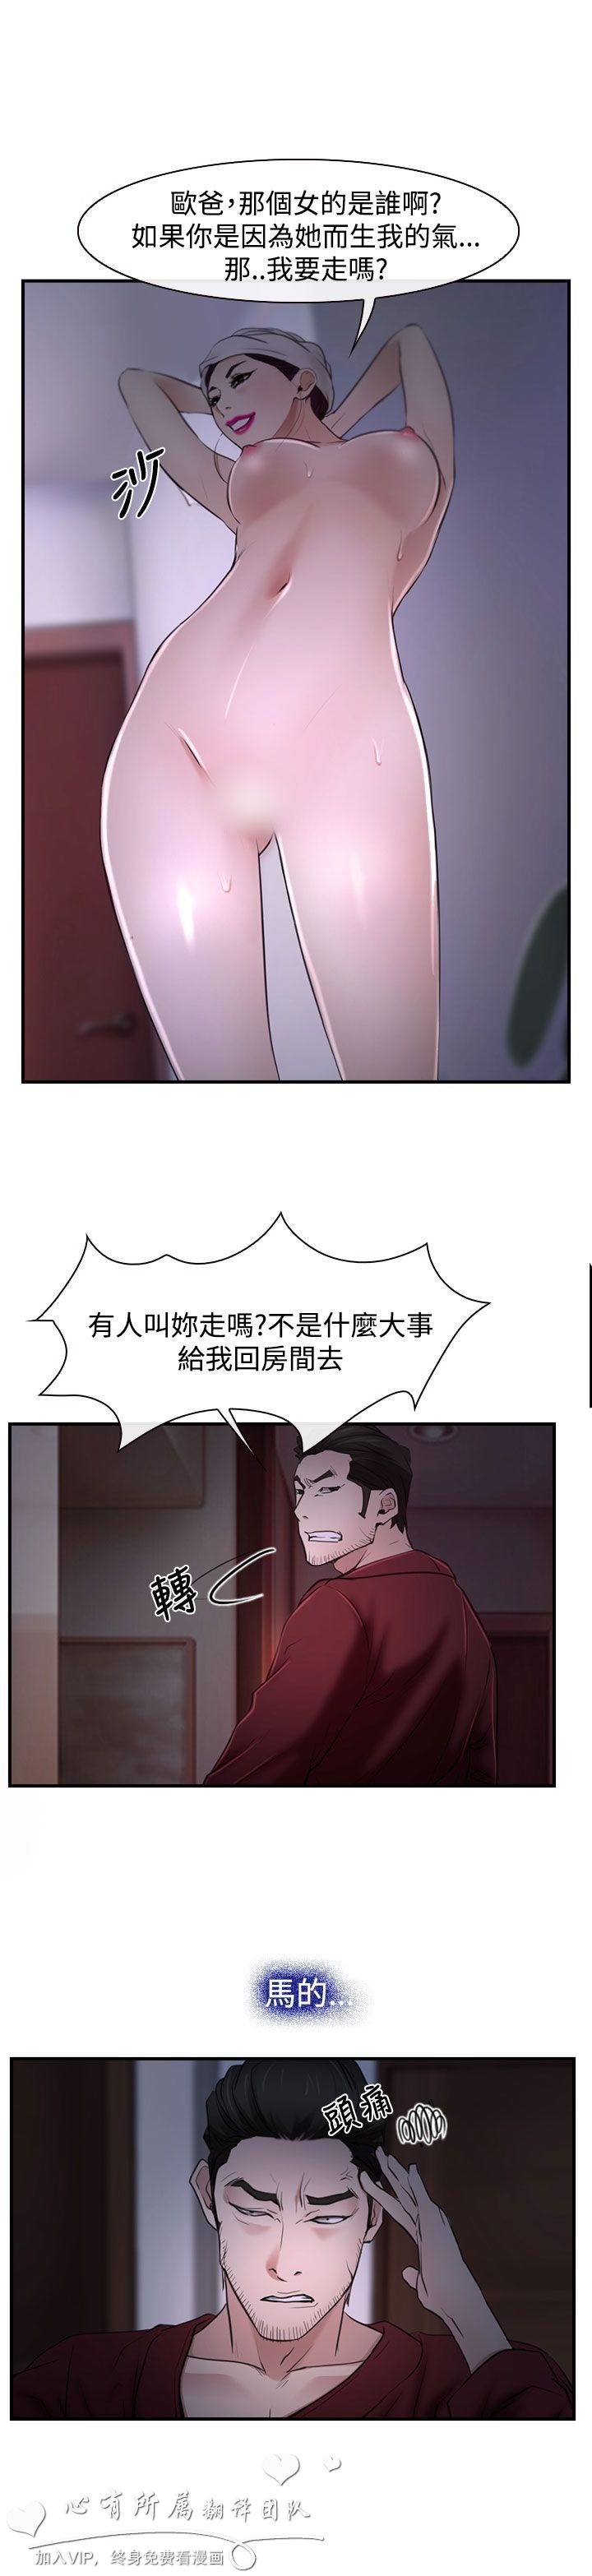 歐爸,那個女的是誰啊?
如果你是因為她而生我的氣...
那..我要走嗎?
沙
有人叫妳走嗎?不是什麼大事
給我回房間去
轉
馬的...
頭痛
心有所属翻译团队
加入VIP，终身免费看漫画